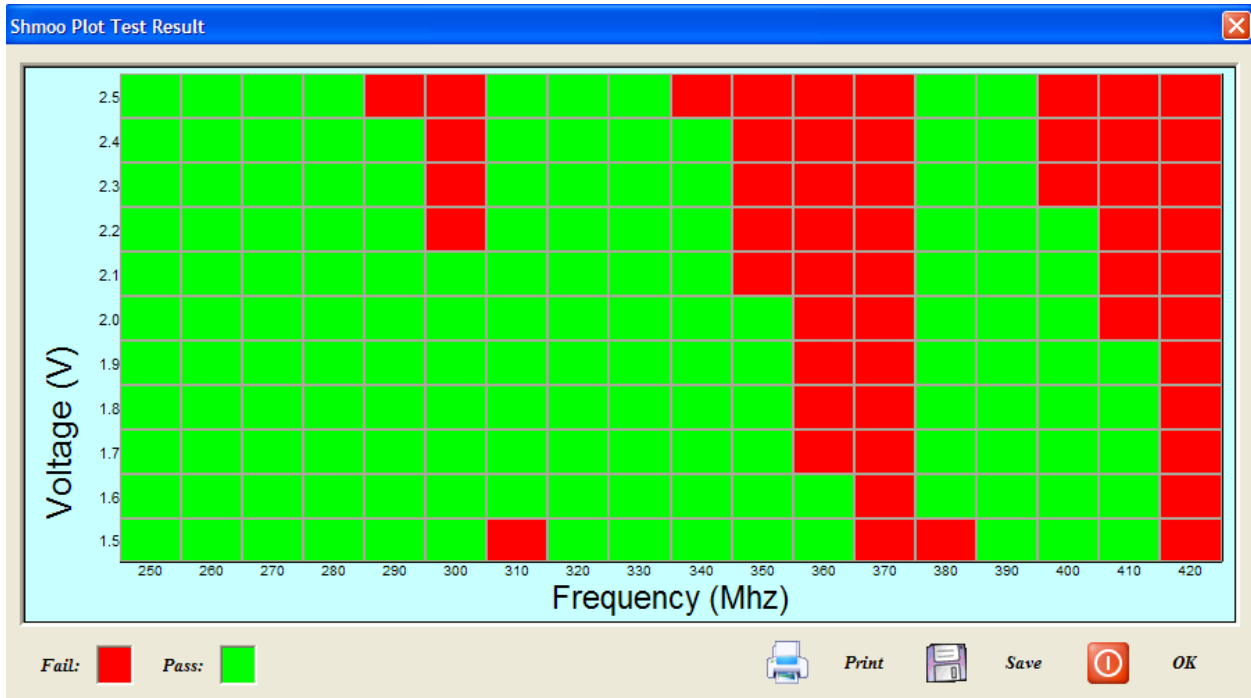 Shmoo Plot Test Result
2.5
2.4
2.3
2.2
2.1
2.0
1.9
1.8
1.7
1.6
1.5
Voltage (V)
250 260 270 280 290 300 310 320 330 340 350 360 370 380 390 400 410 420
Frequency (Mhz)
Fail: Pass: Print Save OK